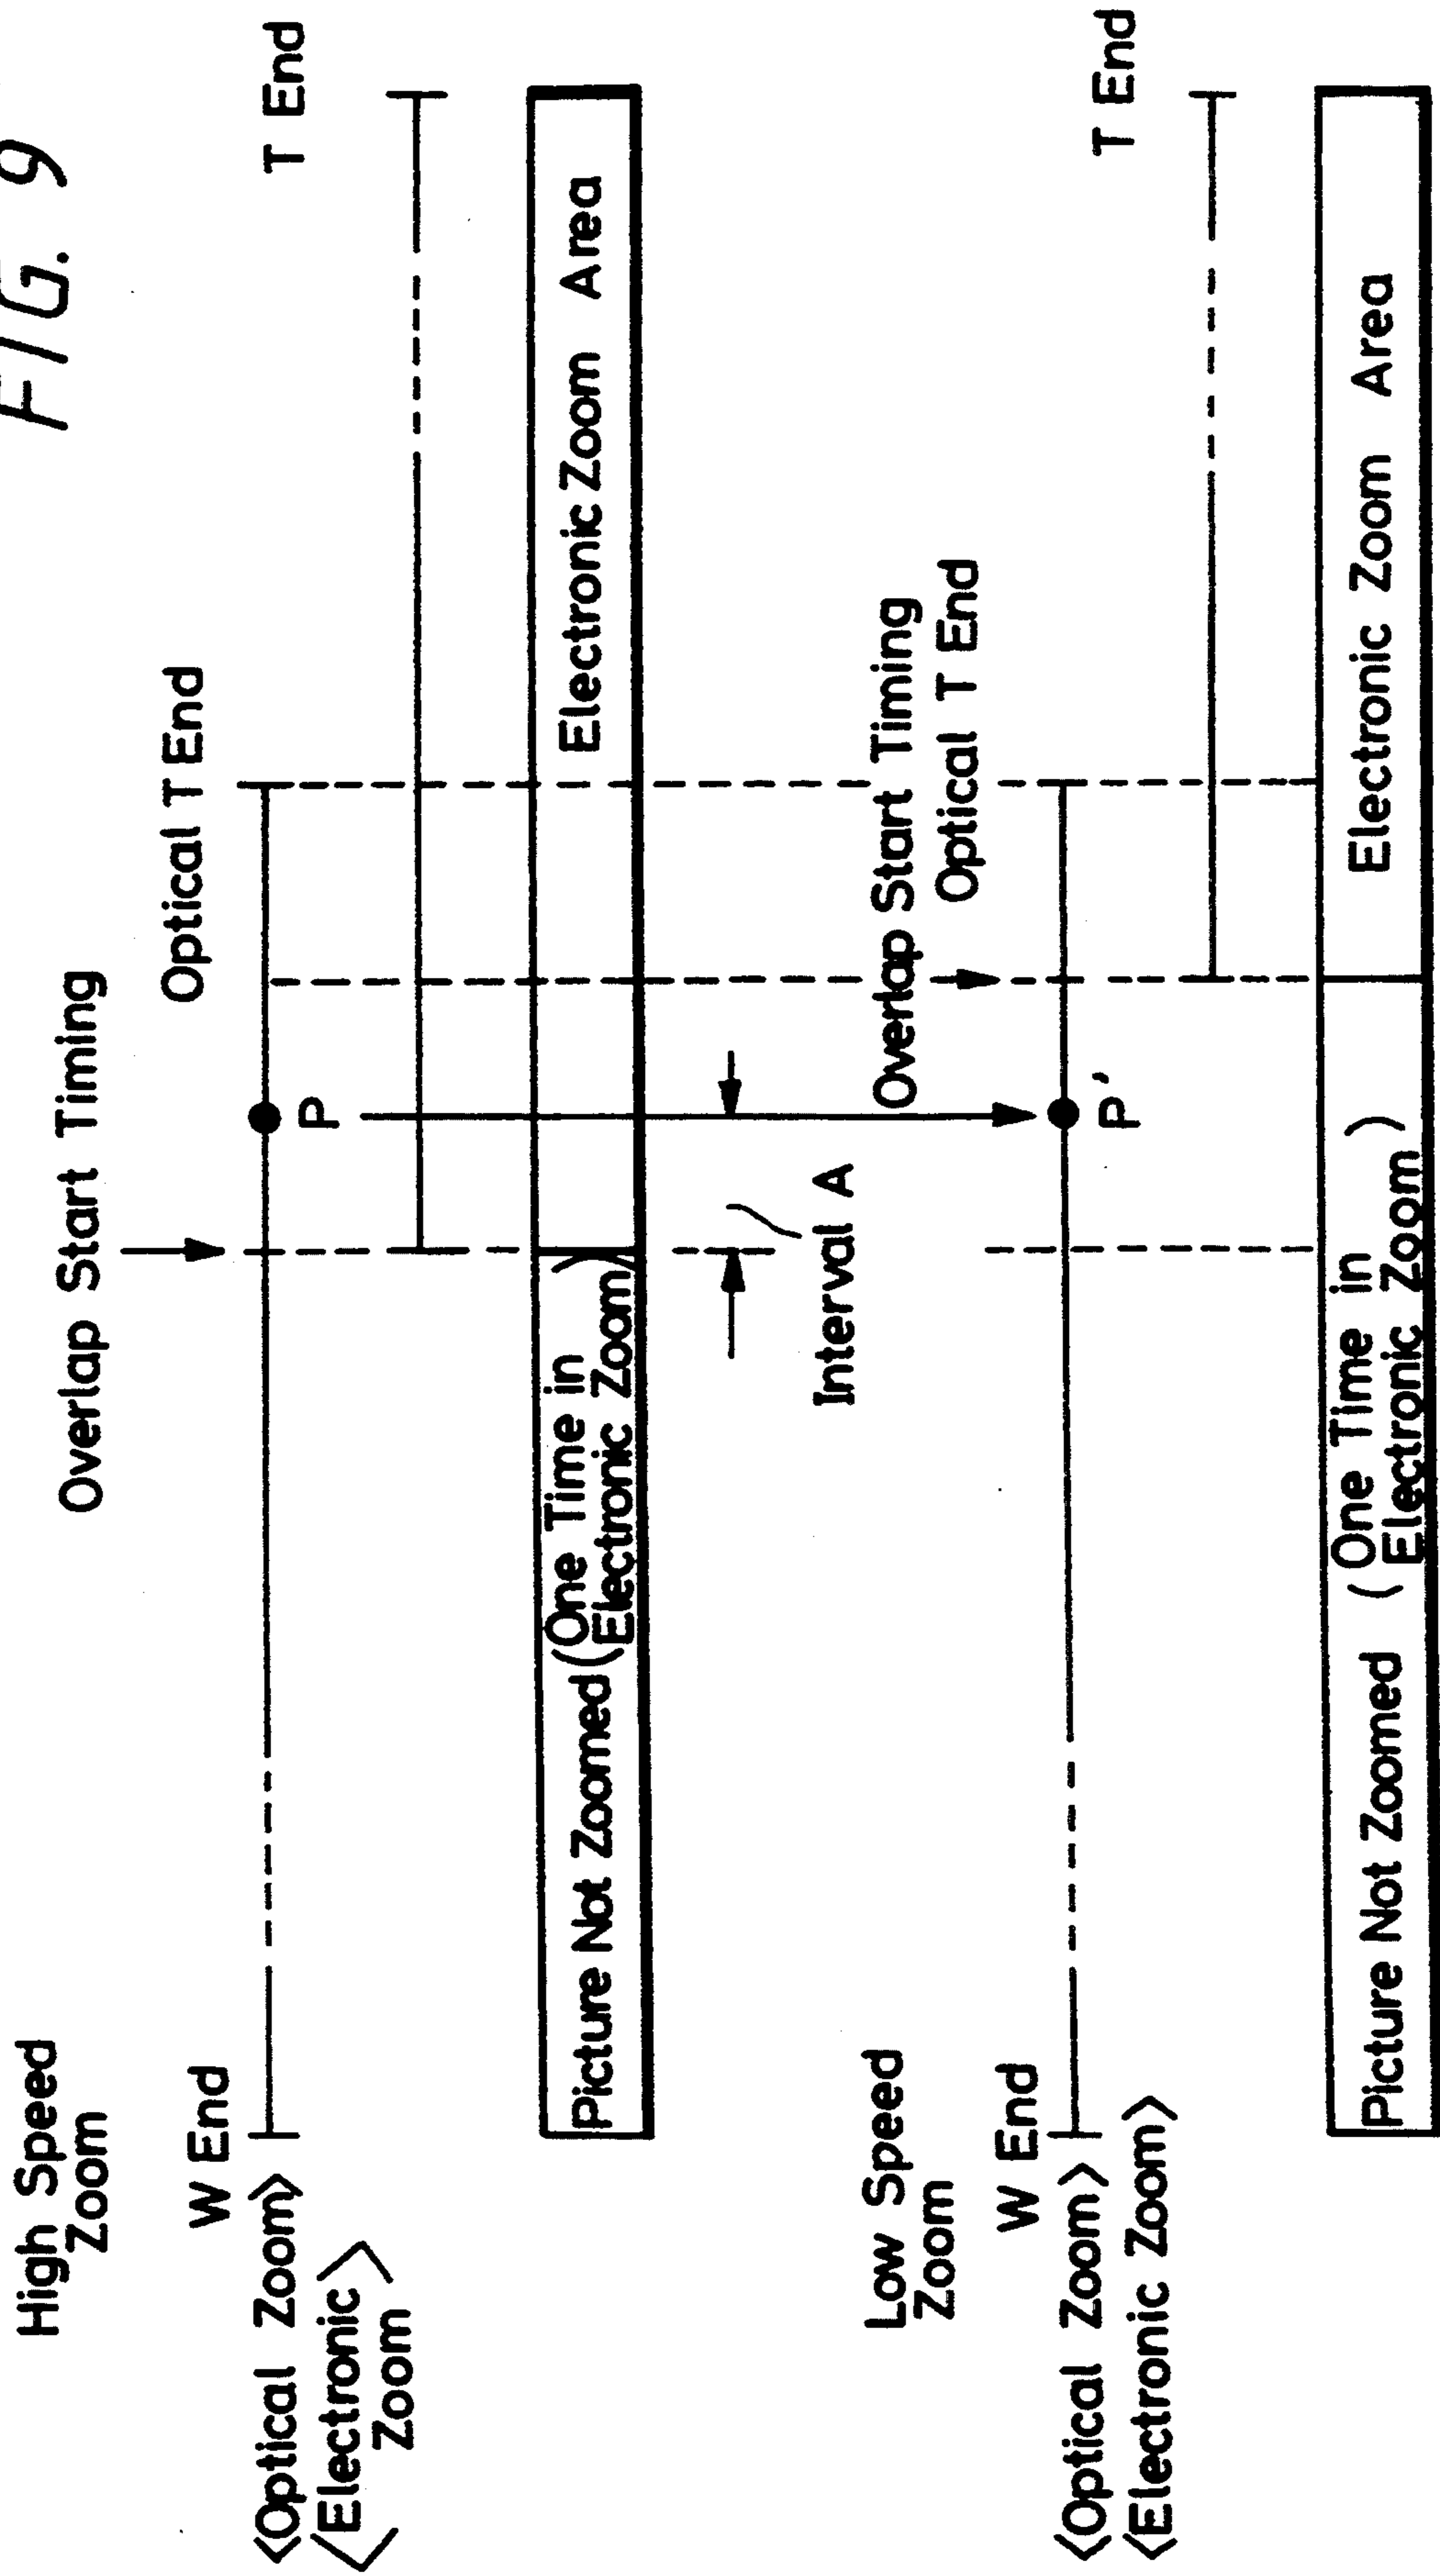 FIG. 9
High Speed
Zoom
Overlap Start Timing
Optical T End
W End
T End
<Optical Zoom>
P
<Electronic>
Zoom
Picture Not Zoomed (One Time in
Electronic Zoom)
Electronic Zoom Area
Interval A
Low Speed
Zoom
Overlap Start Timing
Optical T End
W End
T End
<Optical Zoom>
P'
<Electronic Zoom>
Picture Not Zoomed (One Time in
Electronic Zoom)
Electronic Zoom Area